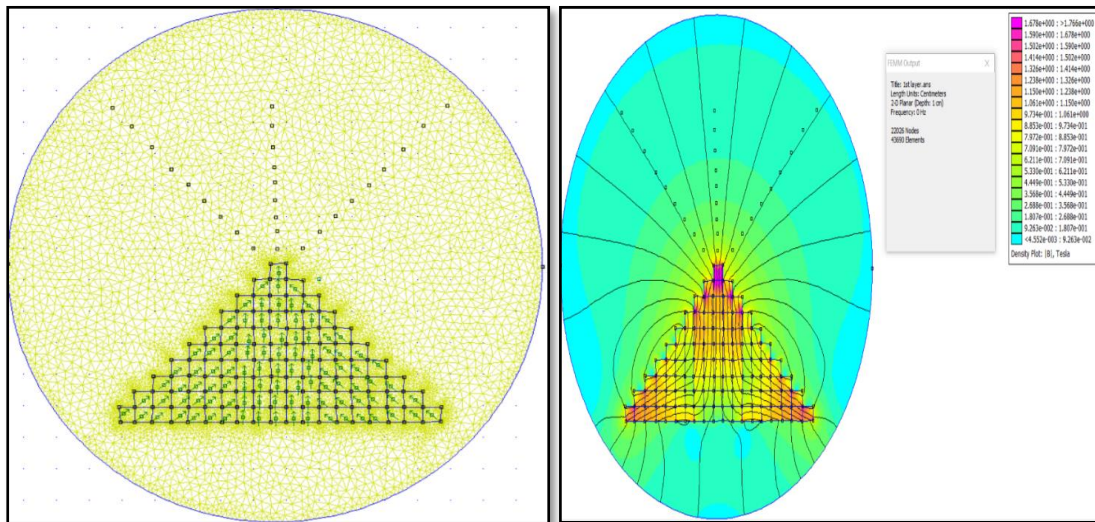 FEMM Output X
Title: 1st layer.ans
Length Units: Centimeters
2-D Planar (Depth: 1 cm)
Frequency: 0 Hz
22026 Nodes
43690 Elements
1.678e+000 : >1.766e+000
1.590e+000 : 1.678e+000
1.502e+000 : 1.590e+000
1.414e+000 : 1.502e+000
1.326e+000 : 1.414e+000
1.238e+000 : 1.326e+000
1.150e+000 : 1.238e+000
1.061e+000 : 1.150e+000
9.734e-001 : 1.061e+000
8.853e-001 : 9.734e-001
7.972e-001 : 8.853e-001
7.091e-001 : 7.972e-001
6.211e-001 : 7.091e-001
5.330e-001 : 6.211e-001
4.449e-001 : 5.330e-001
3.568e-001 : 4.449e-001
2.688e-001 : 3.568e-001
1.807e-001 : 2.688e-001
9.263e-002 : 1.807e-001
<4.552e-003 : 9.263e-002
Density Plot: |B|, Tesla